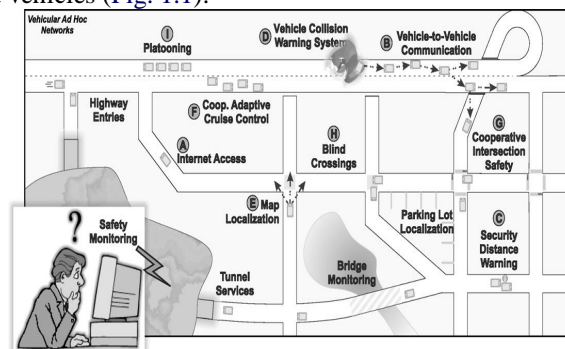 vehicles (Fig. 1.1).
Vehicular Ad Hoc
Networks
I
Platooning
D
Vehicle Collision
Warning System
B
Vehicle-to-Vehicle
Communication
Highway
Entries
F
Coop. Adaptive
Cruise Control
A
Internet Access
H
Blind
Crossings
G
Cooperative
Intersection
Safety
E Map
Localization
Parking Lot
Localization
C
Security
Distance
Warning
?
Safety
Monitoring
Tunnel
Services
Bridge
Monitoring